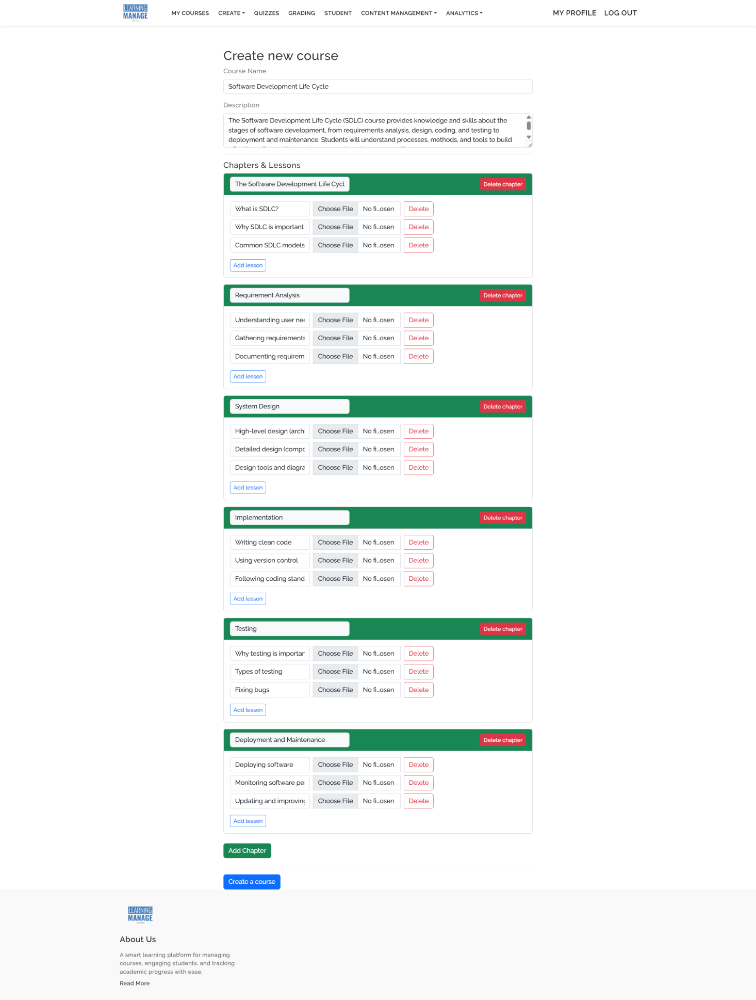 LEARNING
MANAGE
SYSTEM
MY COURSES CREATE QUIZZES GRADING STUDENT CONTENT MANAGEMENT ANALYTICS MY PROFILE LOG OUT
Create new course
Course Name
Software Development Life Cycle
Description
The Software Development Life Cycle (SDLC) course provides knowledge and skills about the
stages of software development, from requirements analysis, design, coding, and testing to
deployment and maintenance. Students will understand processes, methods, and tools to build
Chapters & Lessons
The Software Development Life Cycl Delete chapter
What is SDLC? Choose File No fi...osen Delete
Why SDLC is important Choose File No fi...osen Delete
Common SDLC models Choose File No fi...osen Delete
Add lesson
Requirement Analysis Delete chapter
Understanding user nee Choose File No fi...osen Delete
Gathering requirements Choose File No fi...osen Delete
Documenting requirem Choose File No fi...osen Delete
Add lesson
System Design Delete chapter
High-level design (arch Choose File No fi...osen Delete
Detailed design (compo Choose File No fi...osen Delete
Design tools and diagra Choose File No fi...osen Delete
Add lesson
Implementation Delete chapter
Writing clean code Choose File No fi...osen Delete
Using version control Choose File No fi...osen Delete
Following coding stand Choose File No fi...osen Delete
Add lesson
Testing Delete chapter
Why testing is importan Choose File No fi...osen Delete
Types of testing Choose File No fi...osen Delete
Fixing bugs Choose File No fi...osen Delete
Add lesson
Deployment and Maintenance Delete chapter
Deploying software Choose File No fi...osen Delete
Monitoring software pe Choose File No fi...osen Delete
Updating and improving Choose File No fi...osen Delete
Add lesson
Add Chapter
Create a course
LEARNING
MANAGE
SYSTEM
About Us
A smart learning platform for managing
courses, engaging students, and tracking
academic progress with ease.
Read More